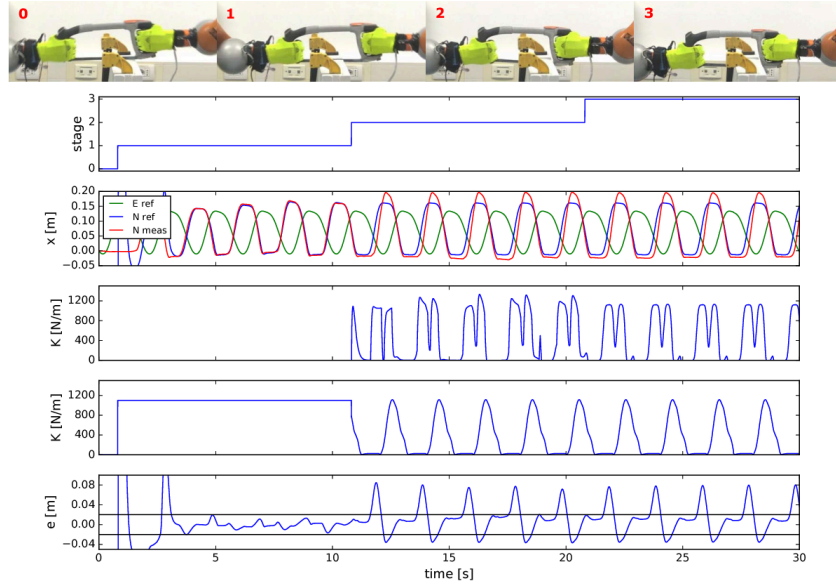 0 1 2 3
3
2
1
0
stage
0.20
0.15
0.10
0.05
0.00
−0.05
x [m]
E ref
N ref
N meas
1200
800
400
0
K [N/m]
1200
800
400
0
K [N/m]
0.08
0.04
0.00
−0.04
e [m]
0 5 10 15 20 25 30
time [s]